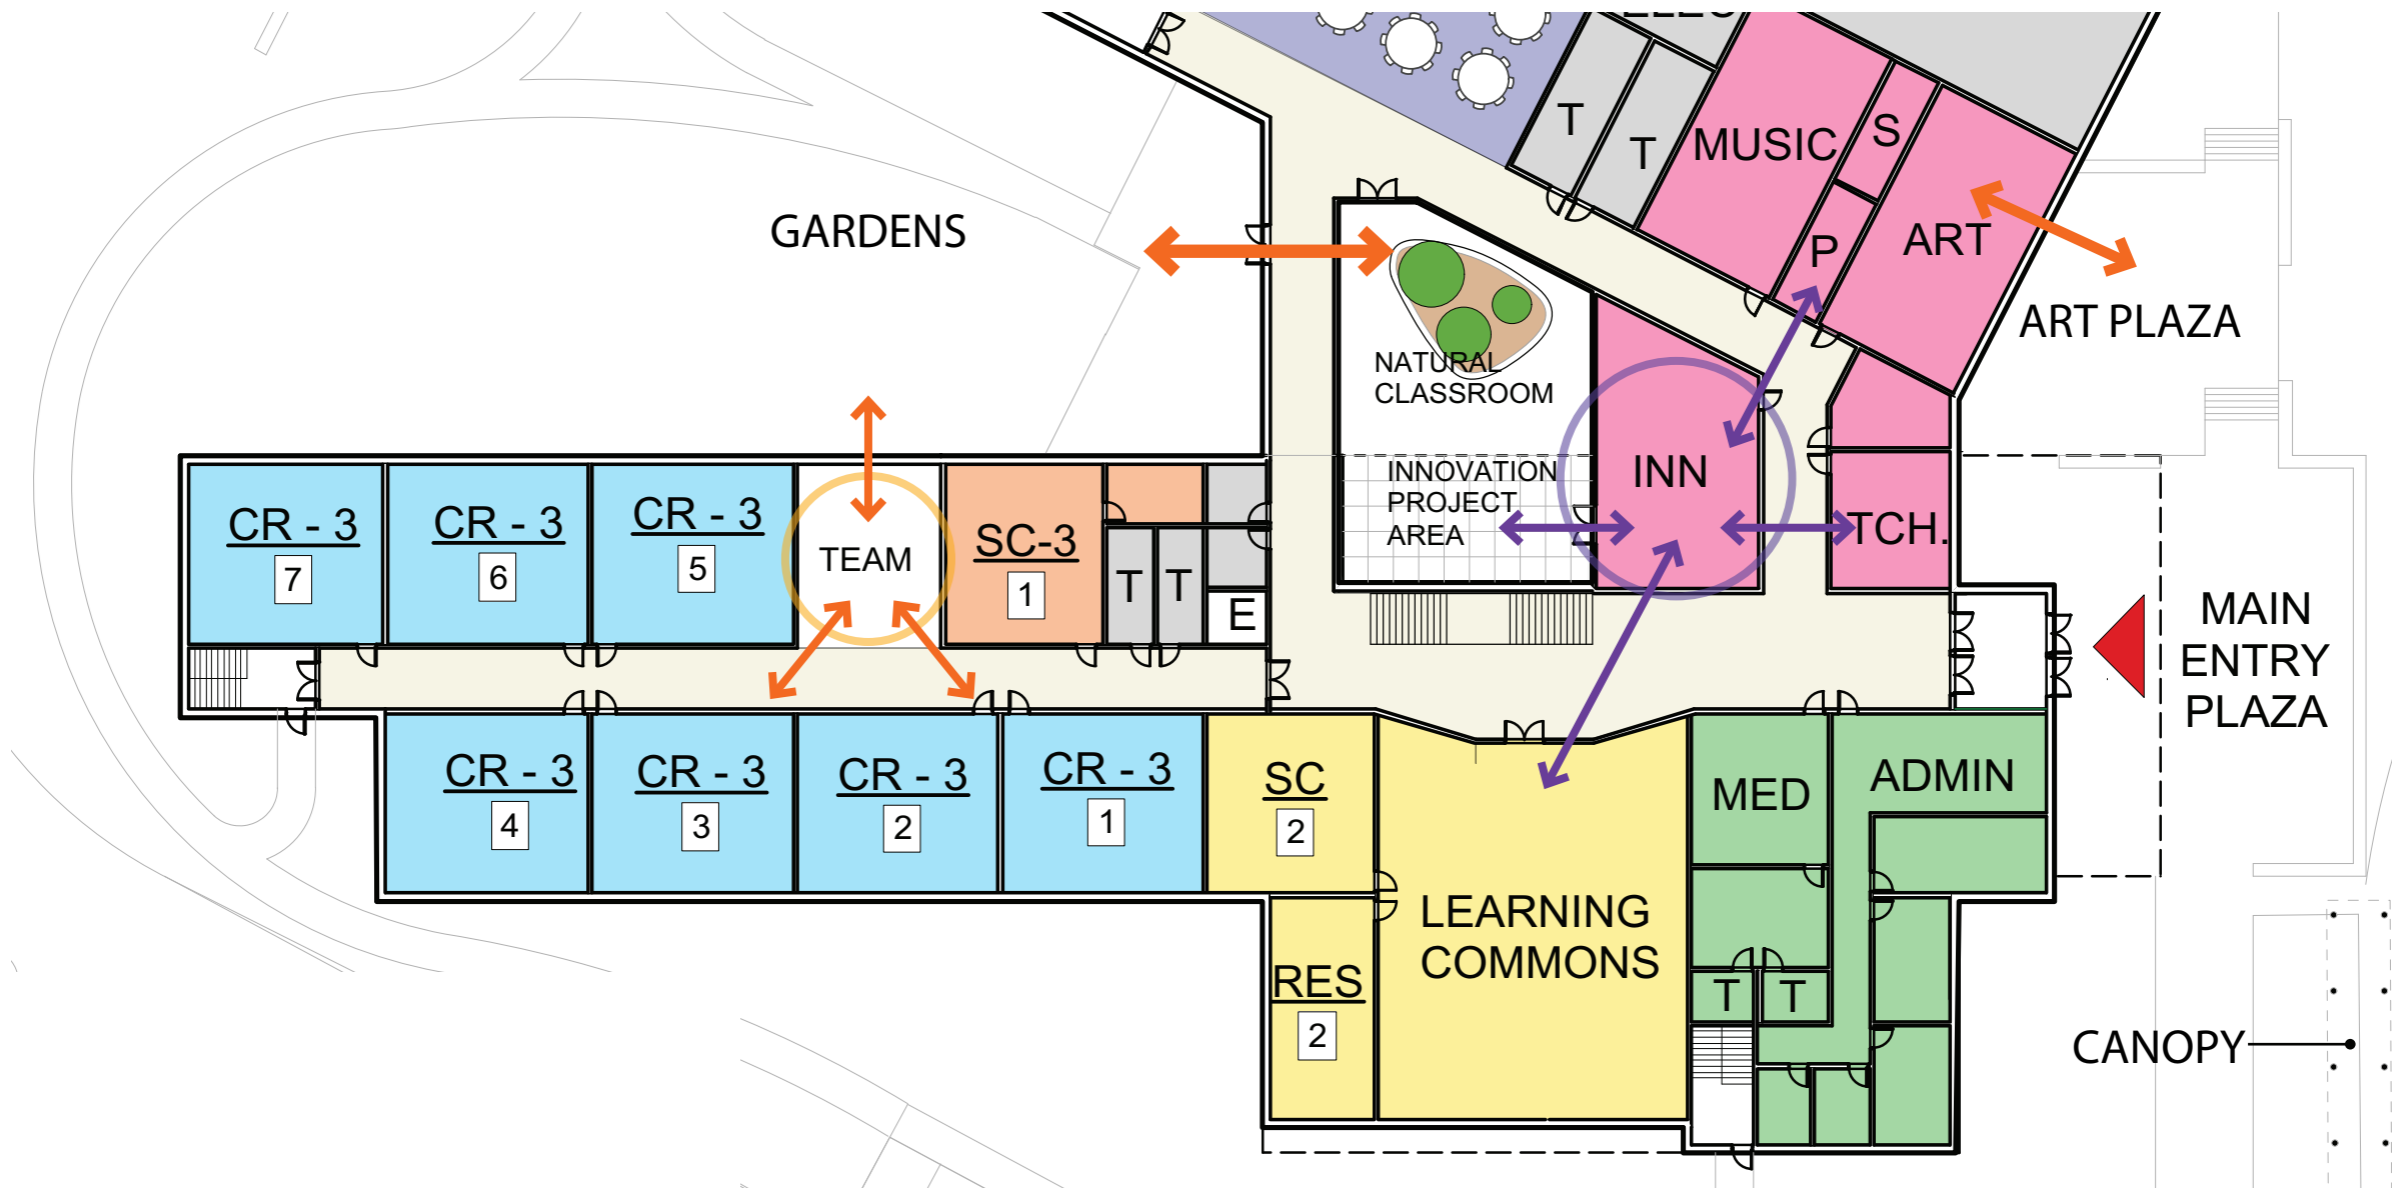 ELEC
T
T
MUSIC
S
P
ART
GARDENS
ART PLAZA
NATURAL
CLASSROOM
INNOVATION
PROJECT
AREA
INN
TCH.
CR - 3
7
CR - 3
6
CR - 3
5
TEAM
SC-3
1
T
T
E
MAIN
ENTRY
PLAZA
CR - 3
4
CR - 3
3
CR - 3
2
CR - 3
1
SC
2
MED
ADMIN
LEARNING
COMMONS
RES
2
T
T
CANOPY